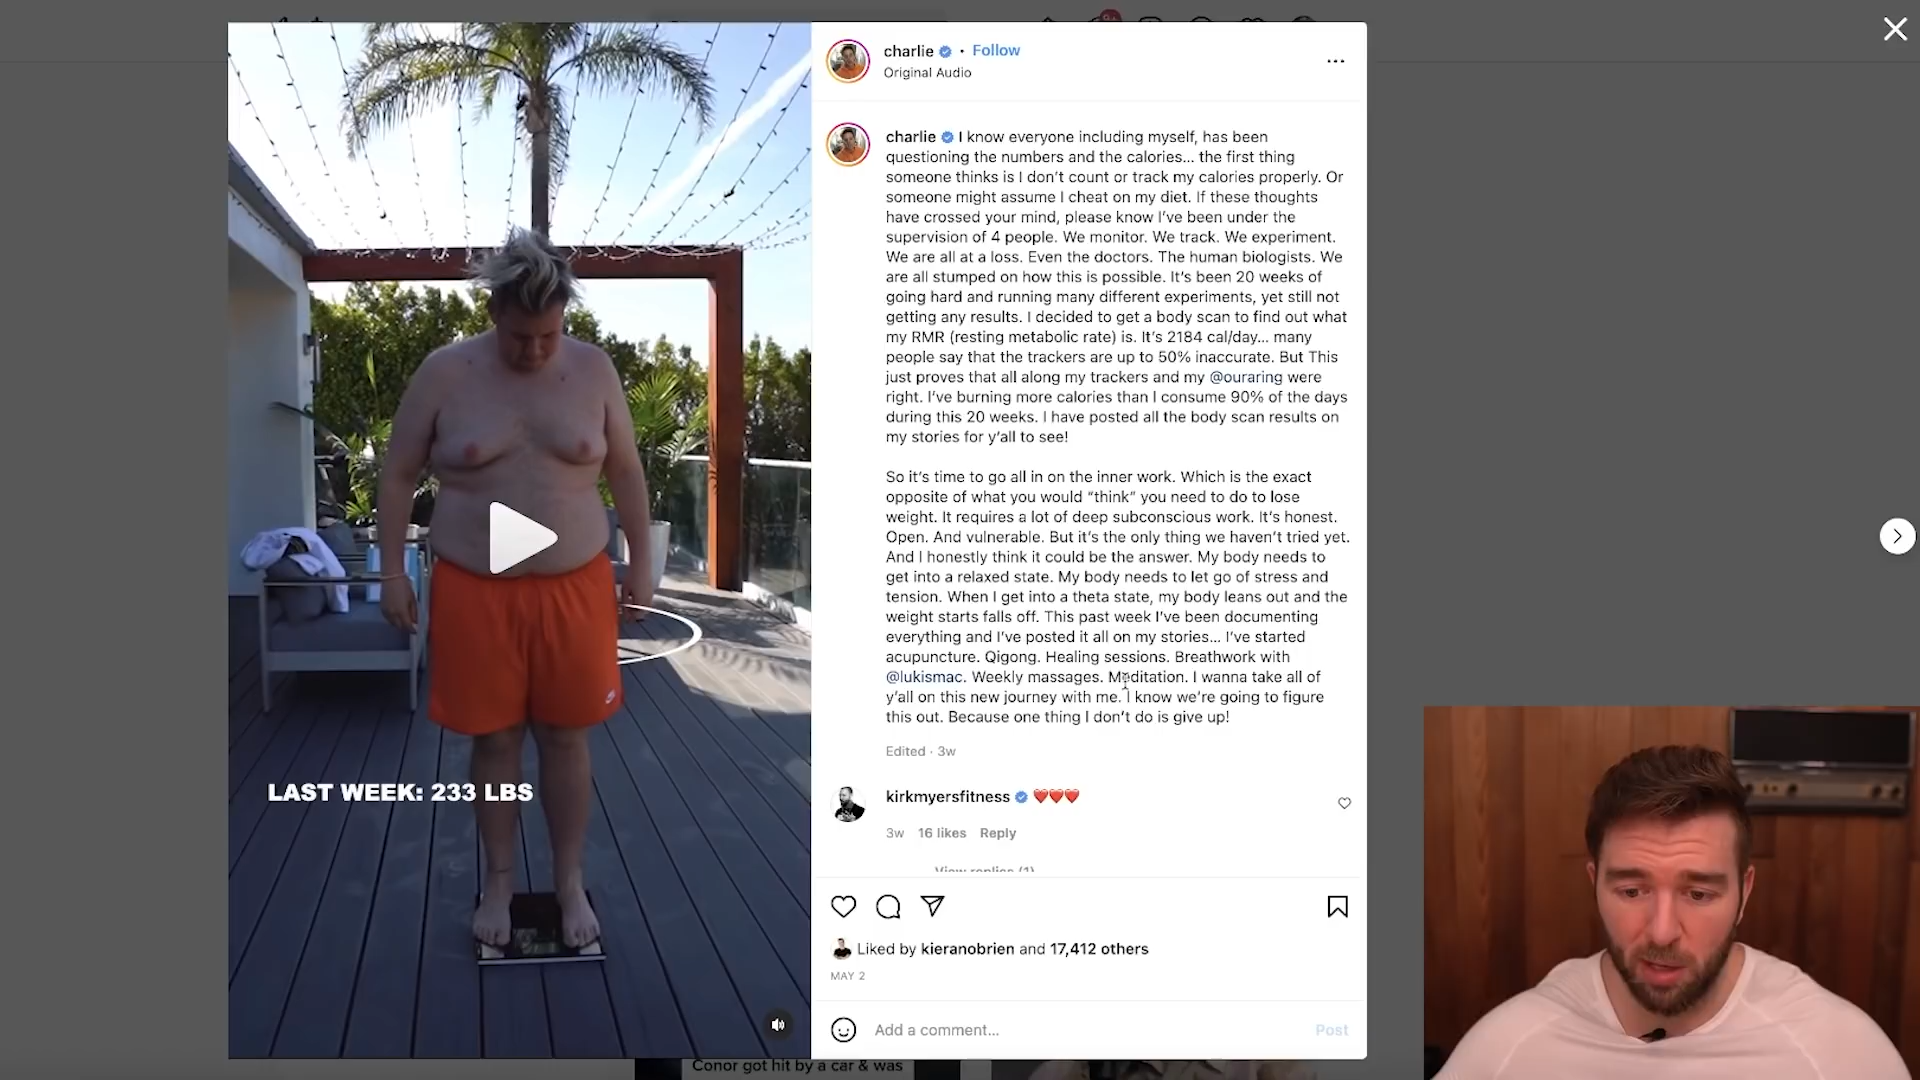 charlie • Follow
Original Audio
charlie I know everyone including myself, has been
questioning the numbers and the calories... the first thing
someone thinks is I don't count or track my calories properly. Or
someone might assume I cheat on my diet. If these thoughts
have crossed your mind, please know I've been under the
supervision of 4 people. We monitor. We track. We experiment.
We are all at a loss. Even the doctors. The human biologists. We
are all stumped on how this is possible. It's been 20 weeks of
going hard and running many different experiments, yet still not
getting any results. I decided to get a body scan to find out what
my RMR (resting metabolic rate) is. It's 2184 cal/day... many
people say that the trackers are up to 50% inaccurate. But This
just proves that all along my trackers and my @ouraring were
right. I've burning more calories than I consume 90% of the days
during this 20 weeks. I have posted all the body scan results on
my stories for y'all to see!
So it's time to go all in on the inner work. Which is the exact
opposite of what you would “think” you need to do to lose
weight. It requires a lot of deep subconscious work. It's honest.
Open. And vulnerable. But it's the only thing we haven't tried yet.
And I honestly think it could be the answer. My body needs to
get into a relaxed state. My body needs to let go of stress and
tension. When I get into a theta state, my body leans out and the
weight starts falls off. This past week I've been documenting
everything and I've posted it all on my stories... I've started
acupuncture. Qigong. Healing sessions. Breathwork with
@lukismac. Weekly massages. Meditation. I wanna take all of
y'all on this new journey with me. I know we're going to figure
this out. Because one thing I don't do is give up!
Edited · 3w
kirkmyersfitness ❤️❤️❤️
3w 16 likes Reply
View replies (1)
Liked by kieranobrien and 17,412 others
MAY 2
Add a comment... Post
LAST WEEK: 233 LBS
Conor got hit by a car & was